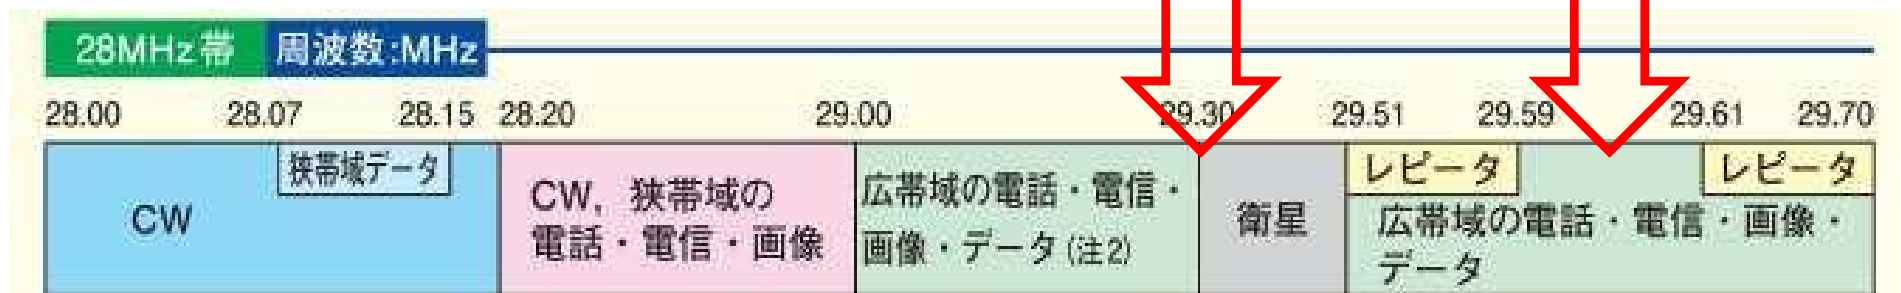 28MHz帯 周波数:MHz
28.00 28.07 28.15 28.20 29.00 29.30 29.51 29.59 29.61 29.70
CW
狭帯域データ
CW, 狭帯域の
電話・電信・画像
広帯域の電話・電信・
画像・データ(注2)
衛星
レピータ
レピータ
広帯域の電話・電信・画像・
データ